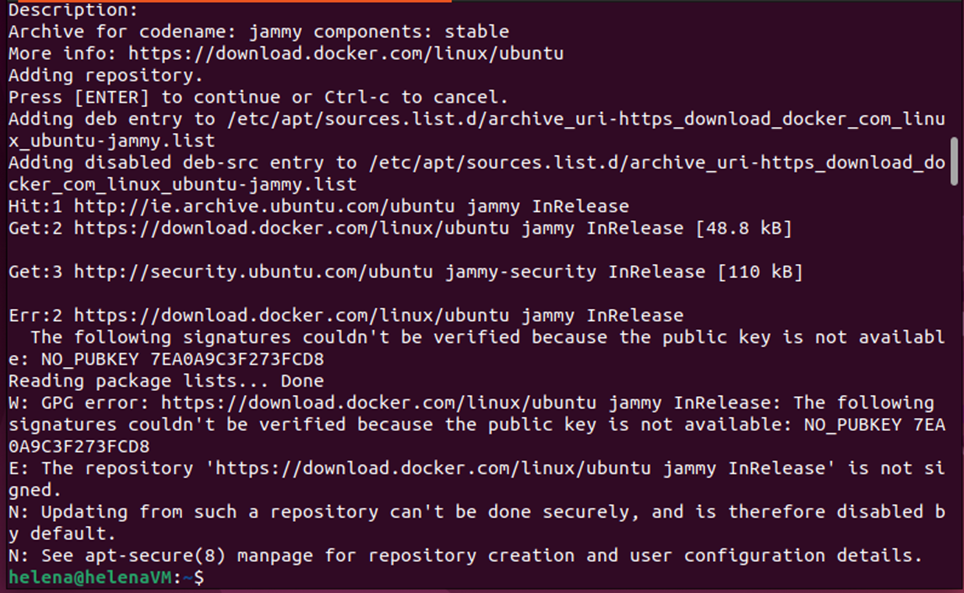 Description:
Archive for codename: jammy components: stable
More info: https://download.docker.com/linux/ubuntu
Adding repository.
Press [ENTER] to continue or Ctrl-c to cancel.
Adding deb entry to /etc/apt/sources.list.d/archive_uri-https_download_docker_com_linu
x_ubuntu-jammy.list
Adding disabled deb-src entry to /etc/apt/sources.list.d/archive_uri-https_download_do
cker_com_linux_ubuntu-jammy.list
Hit:1 http://ie.archive.ubuntu.com/ubuntu jammy InRelease
Get:2 https://download.docker.com/linux/ubuntu jammy InRelease [48.8 kB]
Get:3 http://security.ubuntu.com/ubuntu jammy-security InRelease [110 kB]
Err:2 https://download.docker.com/linux/ubuntu jammy InRelease
  The following signatures couldn't be verified because the public key is not availabl
e: NO_PUBKEY 7EA0A9C3F273FCD8
Reading package lists... Done
W: GPG error: https://download.docker.com/linux/ubuntu jammy InRelease: The following
signatures couldn't be verified because the public key is not available: NO_PUBKEY 7EA
0A9C3F273FCD8
E: The repository 'https://download.docker.com/linux/ubuntu jammy InRelease' is not si
gned.
N: Updating from such a repository can't be done securely, and is therefore disabled b
y default.
N: See apt-secure(8) manpage for repository creation and user configuration details.
helena@helenaVM:~$